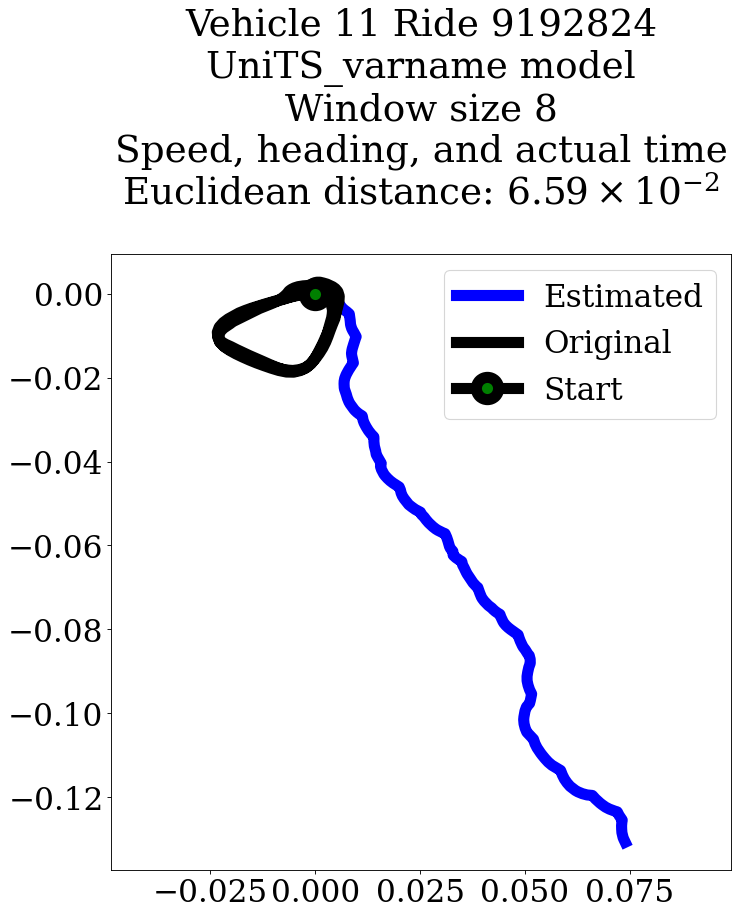 Vehicle 11 Ride 9192824
UniTS_varname model
Window size 8
Speed, heading, and actual time
Euclidean distance: 6.59 × 10⁻²
Estimated
Original
Start
0.00
−0.02
−0.04
−0.06
−0.08
−0.10
−0.12
−0.025 0.000 0.025 0.050 0.075